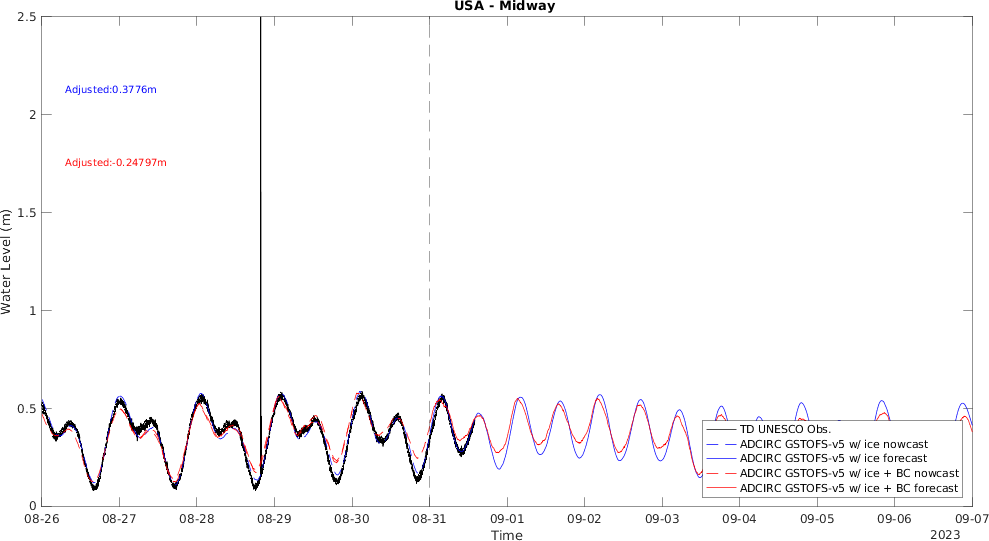 USA - Midway
2.5
2
1.5
1
0.5
0
Water Level (m)
Adjusted:0.3776m
Adjusted:-0.24797m
TD UNESCO Obs.
ADCIRC GSTOFS-v5 w/ ice nowcast
ADCIRC GSTOFS-v5 w/ ice forecast
ADCIRC GSTOFS-v5 w/ ice + BC nowcast
ADCIRC GSTOFS-v5 w/ ice + BC forecast
08-26 08-27 08-28 08-29 08-30 08-31 09-01 09-02 09-03 09-04 09-05 09-06 09-07
Time
2023